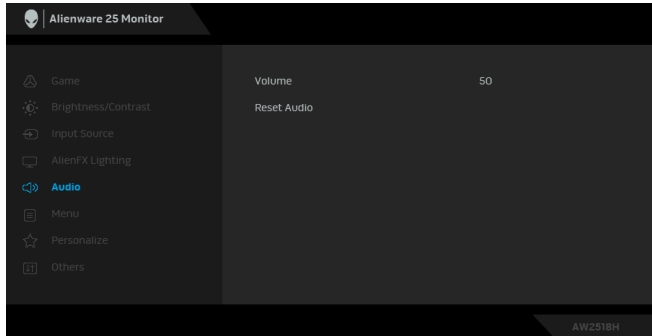 Alienware 25 Monitor
Game
Brightness/Contrast
Input Source
AlienFX Lighting
Audio
Menu
Personalize
Others
Volume 50
Reset Audio
AW2518H